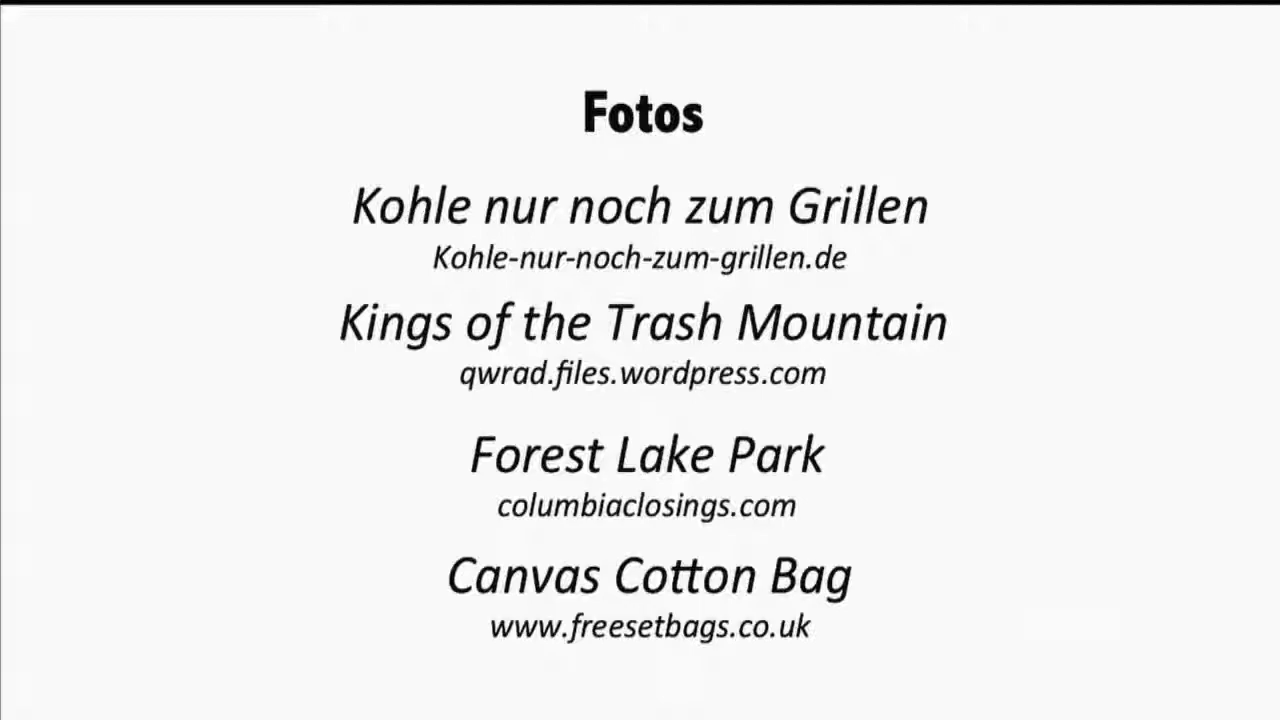 Fotos
Kohle nur noch zum Grillen
Kohle-nur-noch-zum-grillen.de
Kings of the Trash Mountain
qwrad.files.wordpress.com
Forest Lake Park
columbiaclosings.com
Canvas Cotton Bag
www.freesetbags.co.uk